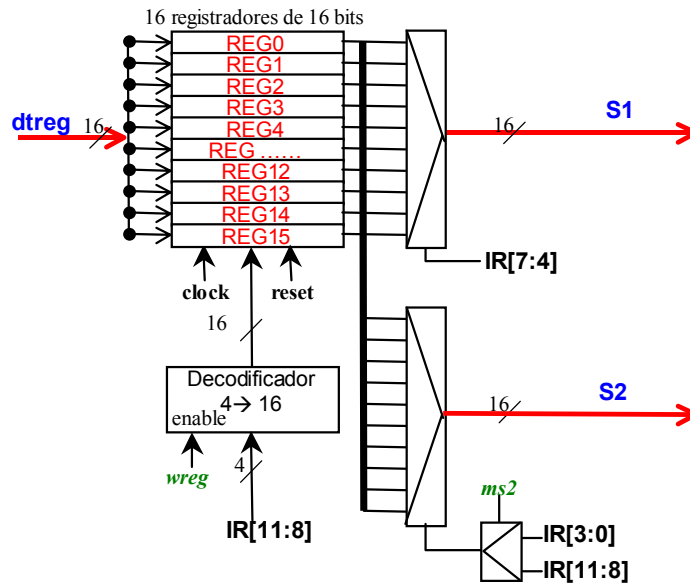 16 registradores de 16 bits
REG0
REG1
REG2
REG3
REG4
REG ......
REG12
REG13
REG14
REG15
dtreg
16
16
S1
IR[7:4]
clock
reset
16
Decodificador
4→ 16
enable
wreg
4
IR[11:8]
16
S2
ms2
IR[3:0]
IR[11:8]